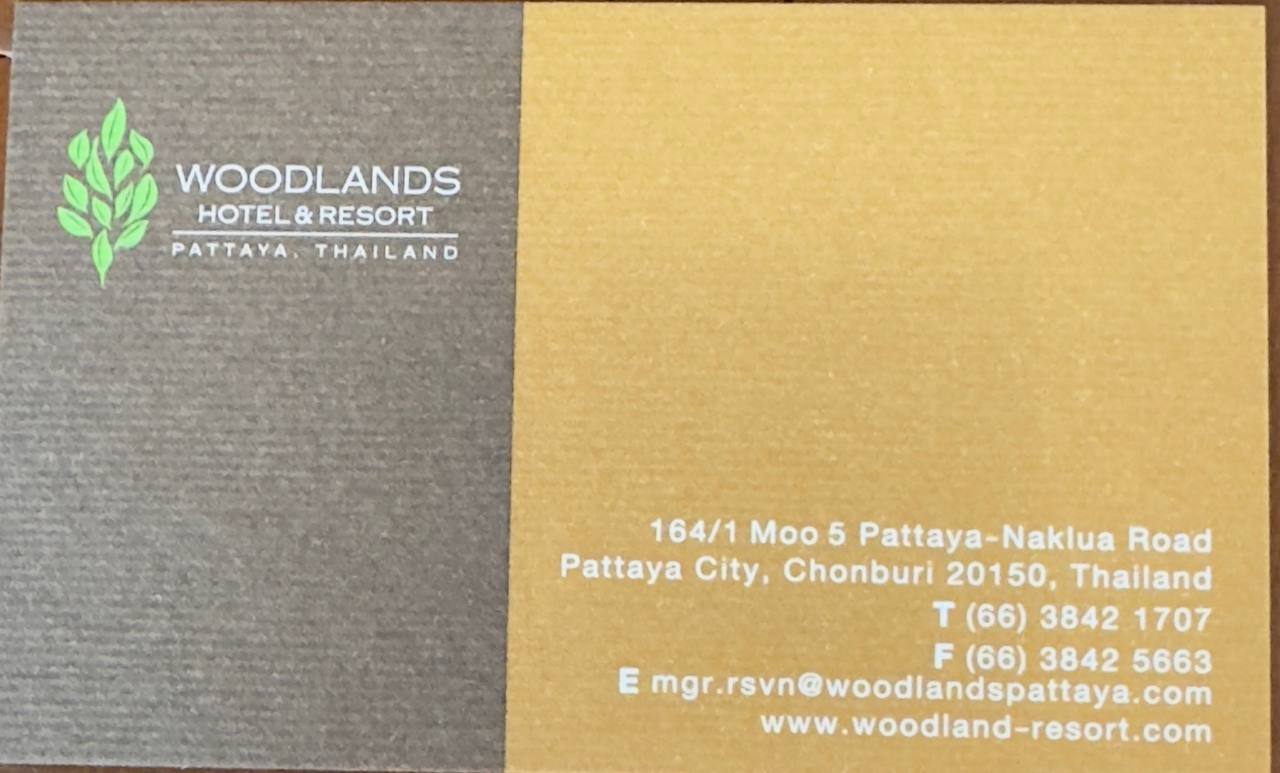 WOODLANDS
HOTEL & RESORT
PATTAYA, THAILAND
164/1 Moo 5 Pattaya-Naklua Road
Pattaya City, Chonburi 20150, Thailand
T (66) 3842 1707
F (66) 3842 5663
E mgr.rsvn@woodlandspattaya.com
www.woodland-resort.com